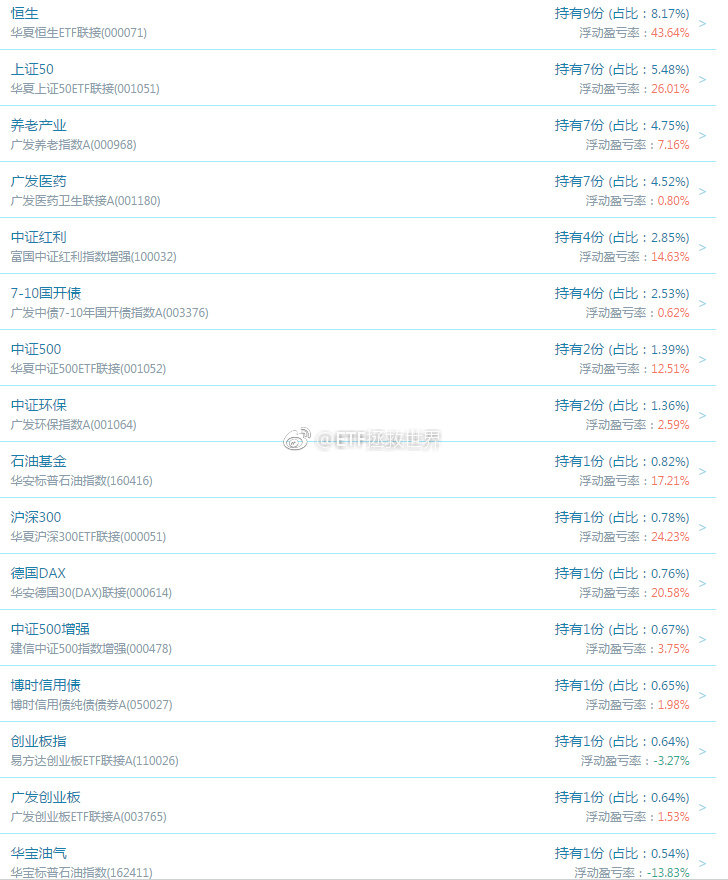 恒生 持有9份 (占比：8.17%)
华夏恒生ETF联接(000071) 浮动盈亏率：43.64%
上证50 持有7份 (占比：5.48%)
华夏上证50ETF联接(001051) 浮动盈亏率：26.01%
养老产业 持有7份 (占比：4.75%)
广发养老指数A(000968) 浮动盈亏率：7.16%
广发医药 持有7份 (占比：4.52%)
广发医药卫生联接A(001180) 浮动盈亏率：0.80%
中证红利 持有4份 (占比：2.85%)
富国中证红利指数增强(100032) 浮动盈亏率：14.63%
7-10国开债 持有4份 (占比：2.53%)
广发中债7-10年国开债指数A(003376) 浮动盈亏率：0.62%
中证500 持有2份 (占比：1.39%)
华夏中证500ETF联接(001052) 浮动盈亏率：12.51%
中证环保 持有2份 (占比：1.36%)
广发环保指数A(001064) 浮动盈亏率：2.59%
@ETF拯救世界
石油基金 持有1份 (占比：0.82%)
华安标普石油指数(160416) 浮动盈亏率：17.21%
沪深300 持有1份 (占比：0.78%)
华夏沪深300ETF联接(000051) 浮动盈亏率：24.23%
德国DAX 持有1份 (占比：0.76%)
华安德国30(DAX)联接(000614) 浮动盈亏率：20.58%
中证500增强 持有1份 (占比：0.67%)
建信中证500指数增强(000478) 浮动盈亏率：3.75%
博时信用债 持有1份 (占比：0.65%)
博时信用债纯债债券A(050027) 浮动盈亏率：1.98%
创业板指 持有1份 (占比：0.64%)
易方达创业板ETF联接A(110026) 浮动盈亏率：-3.27%
广发创业板 持有1份 (占比：0.64%)
广发创业板ETF联接A(003765) 浮动盈亏率：1.53%
华宝油气 持有1份 (占比：0.54%)
华宝标普石油指数(162411) 浮动盈亏率：-13.83%